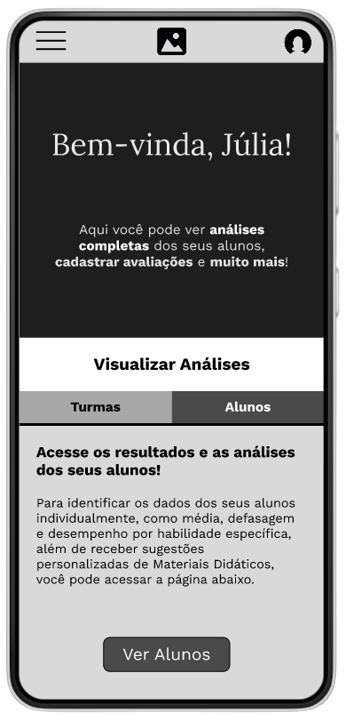 Bem-vinda, Júlia!
Aqui você pode ver análises
completas dos seus alunos,
cadastrar avaliações e muito mais!
Visualizar Análises
Turmas
Alunos
Acesse os resultados e as análises
dos seus alunos!
Para identificar os dados dos seus alunos
individualmente, como média, defasagem
e desempenho por habilidade específica,
além de receber sugestões
personalizadas de Materiais Didáticos,
você pode acessar a página abaixo.
Ver Alunos